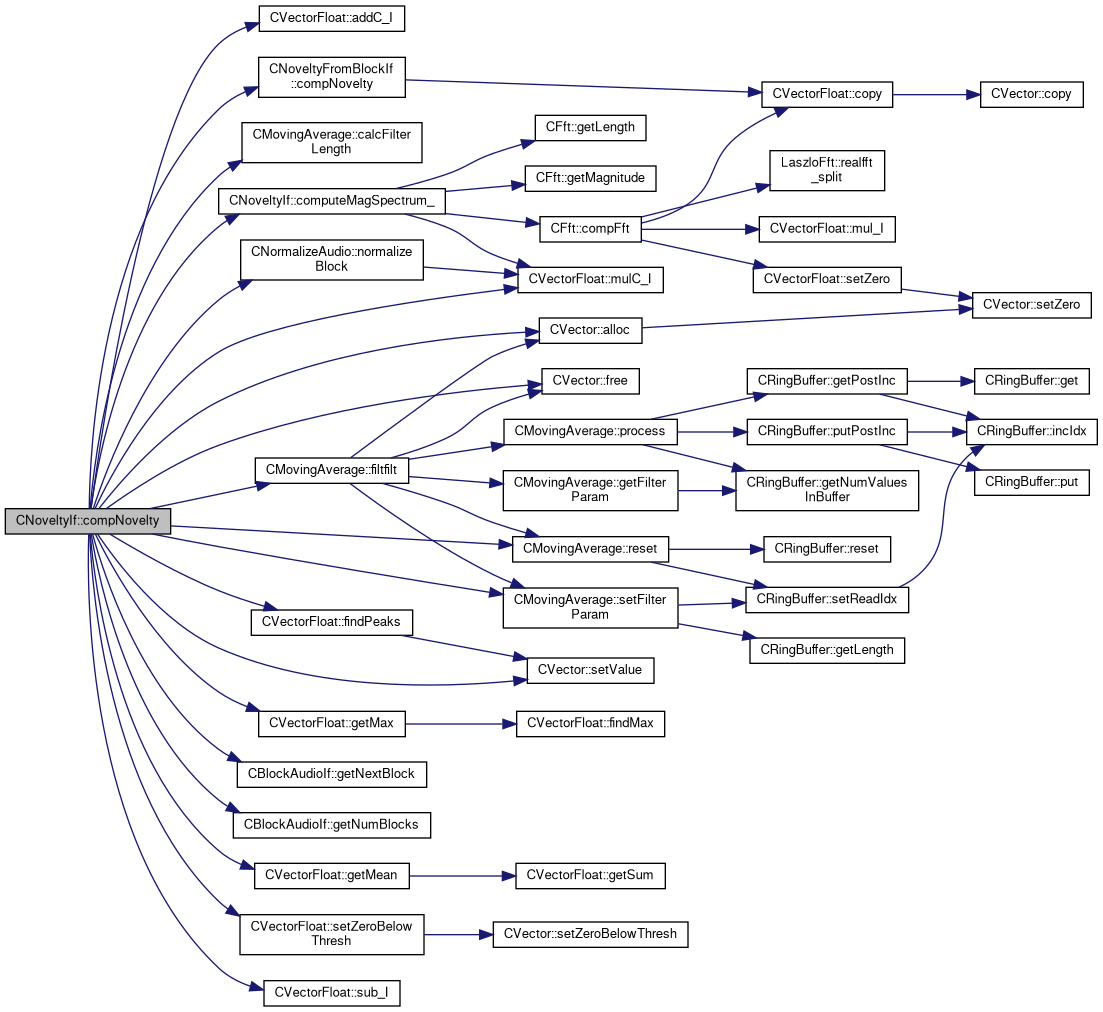 CVectorFloat::addC_I
CNoveltyFromBlockIf
::compNovelty
CVectorFloat::copy
CVector::copy
CFft::getLength
CMovingAverage::calcFilter
Length
LaszloFft::realfft
_split
CFft::getMagnitude
CNoveltyIf::computeMagSpectrum_
CFft::compFft
CVectorFloat::mul_I
CNormalizeAudio::normalize
Block
CVectorFloat::mulC_I
CVectorFloat::setZero
CVector::setZero
CVector::alloc
CVector::free
CRingBuffer::getPostInc
CRingBuffer::get
CMovingAverage::process
CRingBuffer::putPostInc
CRingBuffer::incIdx
CMovingAverage::filtfilt
CMovingAverage::getFilter
Param
CRingBuffer::getNumValues
InBuffer
CRingBuffer::put
CNoveltyIf::compNovelty
CMovingAverage::reset
CRingBuffer::reset
CMovingAverage::setFilter
Param
CRingBuffer::setReadIdx
CVectorFloat::findPeaks
CRingBuffer::getLength
CVector::setValue
CVectorFloat::getMax
CVectorFloat::findMax
CBlockAudioIf::getNextBlock
CBlockAudioIf::getNumBlocks
CVectorFloat::getMean
CVectorFloat::getSum
CVectorFloat::setZeroBelow
Thresh
CVector::setZeroBelowThresh
CVectorFloat::sub_I